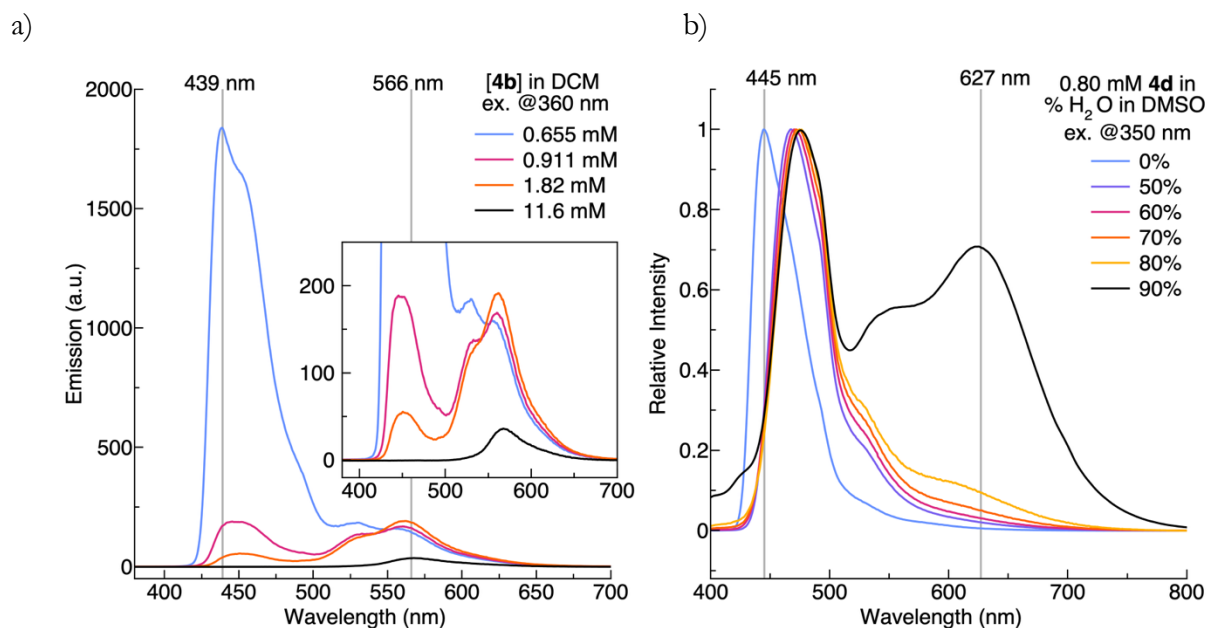 a)
439 nm
566 nm
[4b] in DCM
ex. @360 nm
0.655 mM
0.911 mM
1.82 mM
11.6 mM
2000
1500
1000
500
0
Emission (a.u.)
200
100
0
400
500
600
700
400
450
500
550
600
650
700
Wavelength (nm)
b)
445 nm
627 nm
0.80 mM 4d in
% H₂O in DMSO
ex. @350 nm
0%
50%
60%
70%
80%
90%
1
0.8
0.6
0.4
0.2
0
Relative Intensity
400
500
600
700
800
Wavelength (nm)